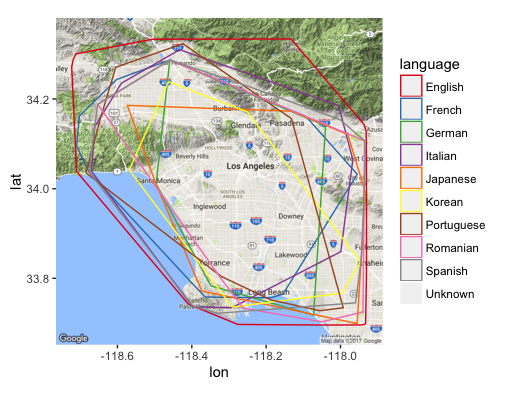 language
English
French
German
Italian
Japanese
Korean
Portuguese
Romanian
Spanish
Unknown
lat
34.2
34.0
33.8
-118.6
-118.4
-118.2
-118.0
lon
Burbank
Glendale
Pasadena
Azusa
West Covina
HOLLYWOOD
Beverly Hills
Los Angeles
Santa Monica
SOUTH LOS
ANGELES
Inglewood
Downey
El Segundo
Manhattan
Beach
Torrance
Lakewood
Fullerton
Anaheim
Long Beach
Rancho
Palos Verdes
Huntington
Google
Map data ©2017 Google